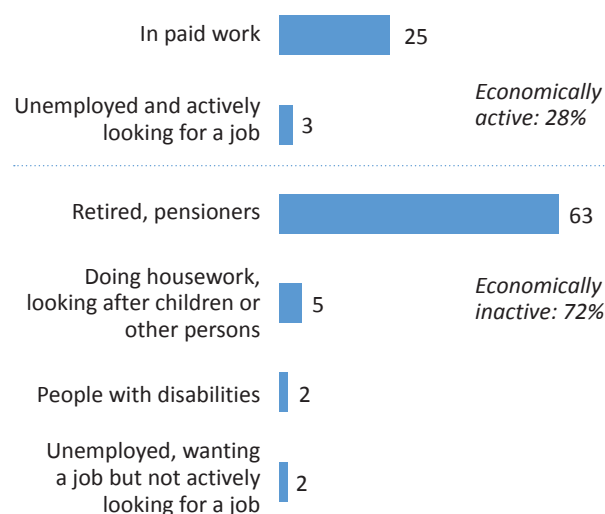 In paid work
25
Unemployed and actively
looking for a job
3
Economically
active: 28%
Retired, pensioners
63
Doing housework,
looking after children or
other persons
5
Economically
inactive: 72%
People with disabilities
2
Unemployed, wanting
a job but not actively
looking for a job
2